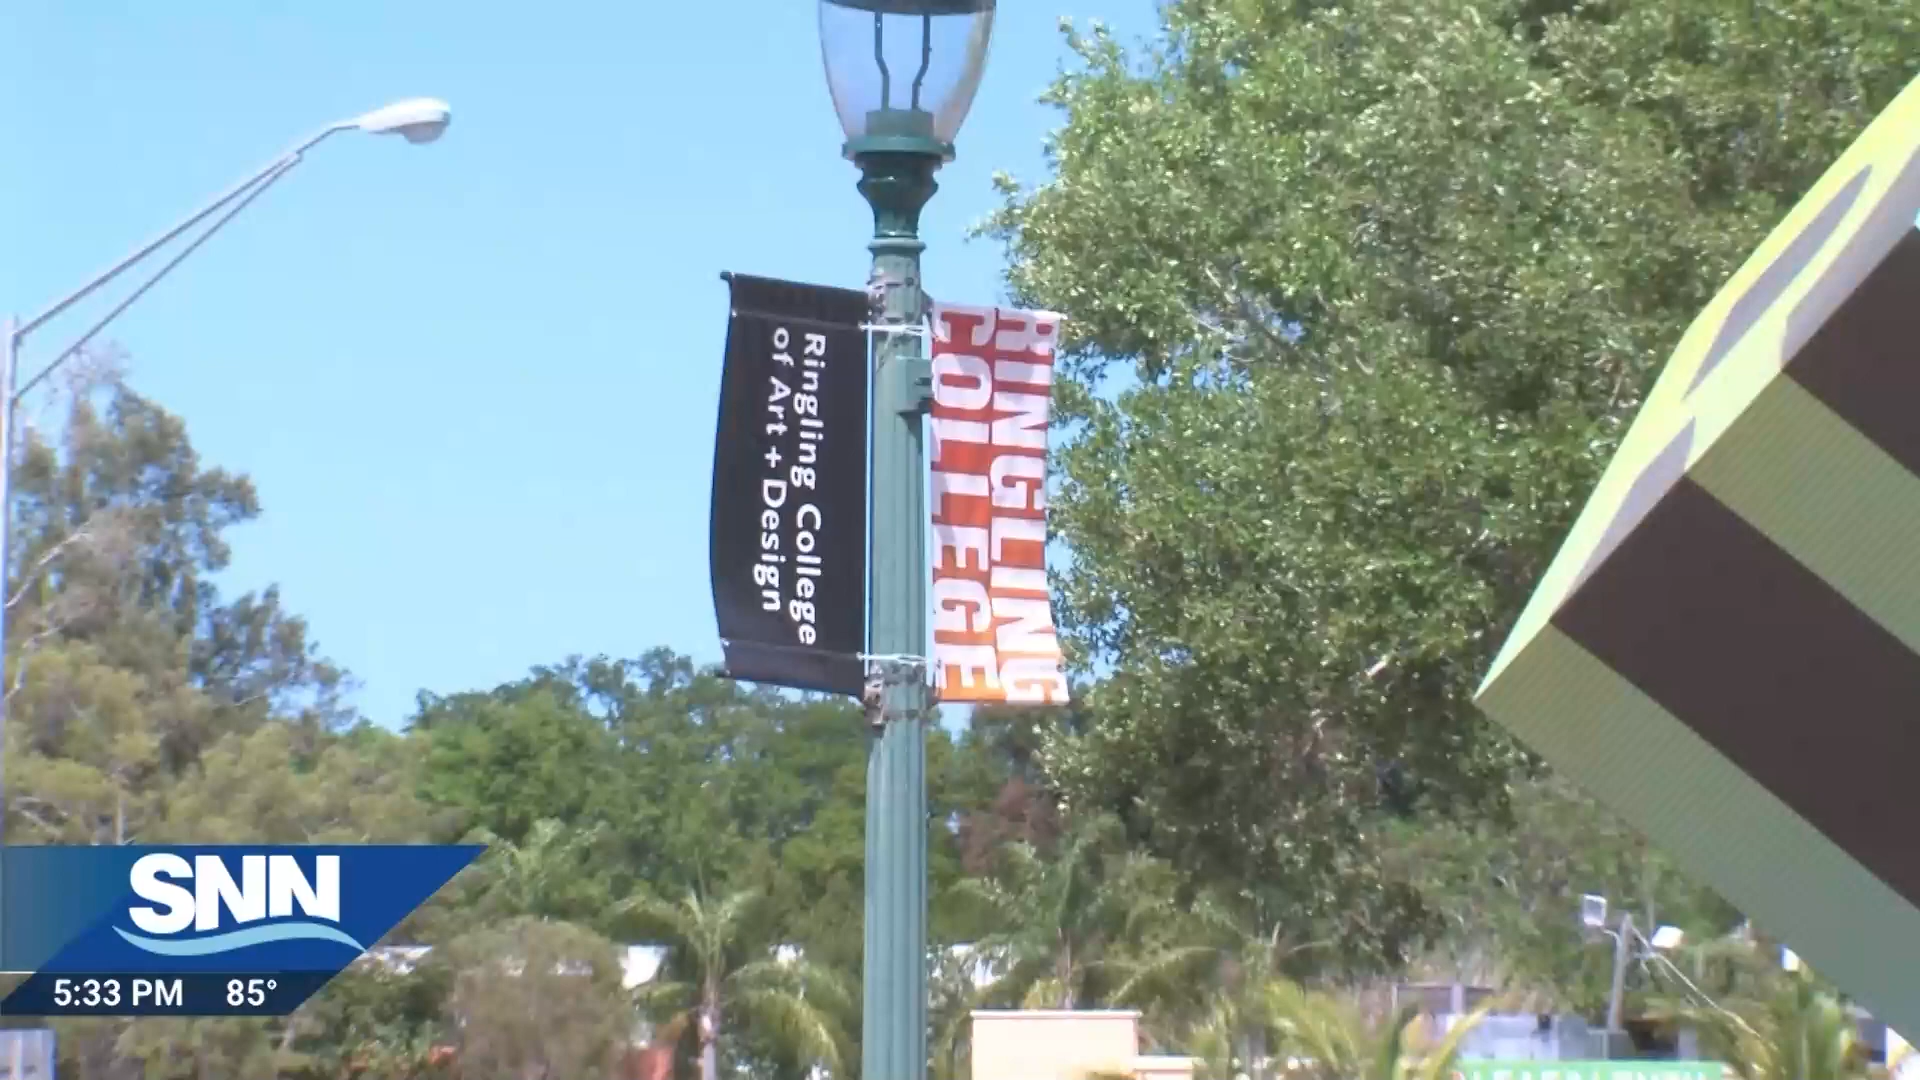 Ringling College
of Art + Design
RINGLING
COLLEGE
SNN
5:33 PM 85°